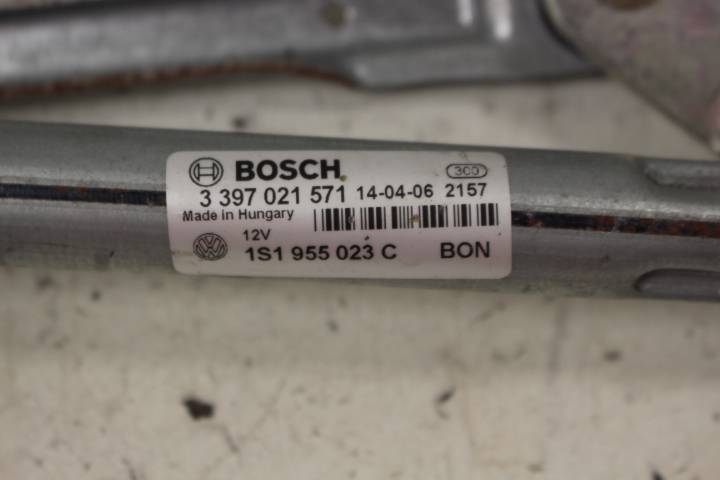 BOSCH 300
3 397 021 571 14-04-06 2157
Made in Hungary
12V
1S1 955 023 C BON